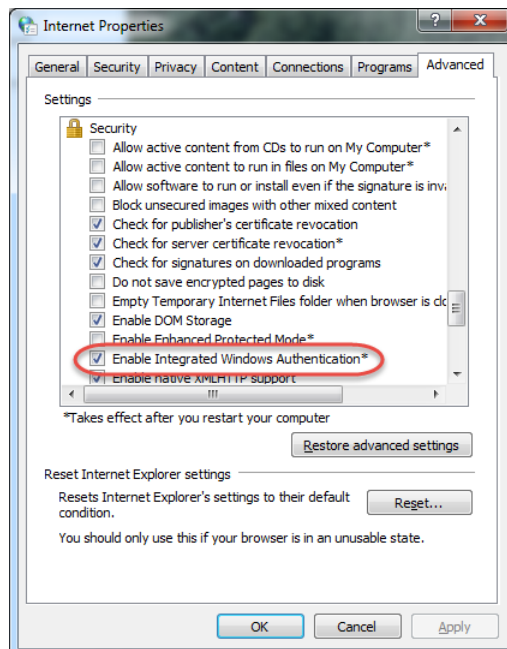 Internet Properties
General Security Privacy Content Connections Programs Advanced
Settings
Security
Allow active content from CDs to run on My Computer*
Allow active content to run in files on My Computer*
Allow software to run or install even if the signature is
Block unsecured images with other mixed content
Check for publisher's certificate revocation
Check for server certificate revocation*
Check for signatures on downloaded programs
Do not save encrypted pages to disk
Empty Temporary Internet Files folder when browser is
Enable DOM Storage
Enable Enhanced Protected Mode*
Enable Integrated Windows Authentication*
Enable native XMLHTTP support
*Takes effect after you restart your computer
Restore advanced settings
Reset Internet Explorer settings
Resets Internet Explorer's settings to their default
condition.
Reset...
You should only use this if your browser is in an unusable state.
OK Cancel Apply